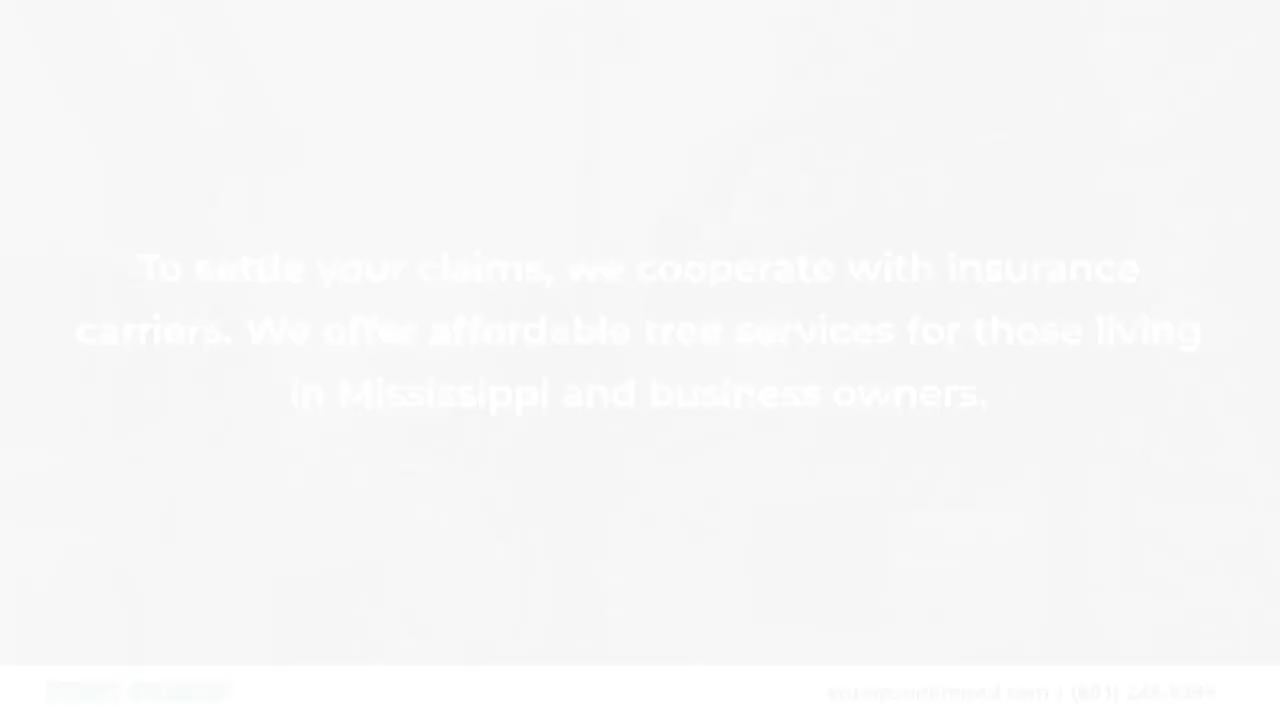 To settle your claims, we cooperate with insurance
carriers. We offer affordable tree services for those living
in Mississippi and business owners.